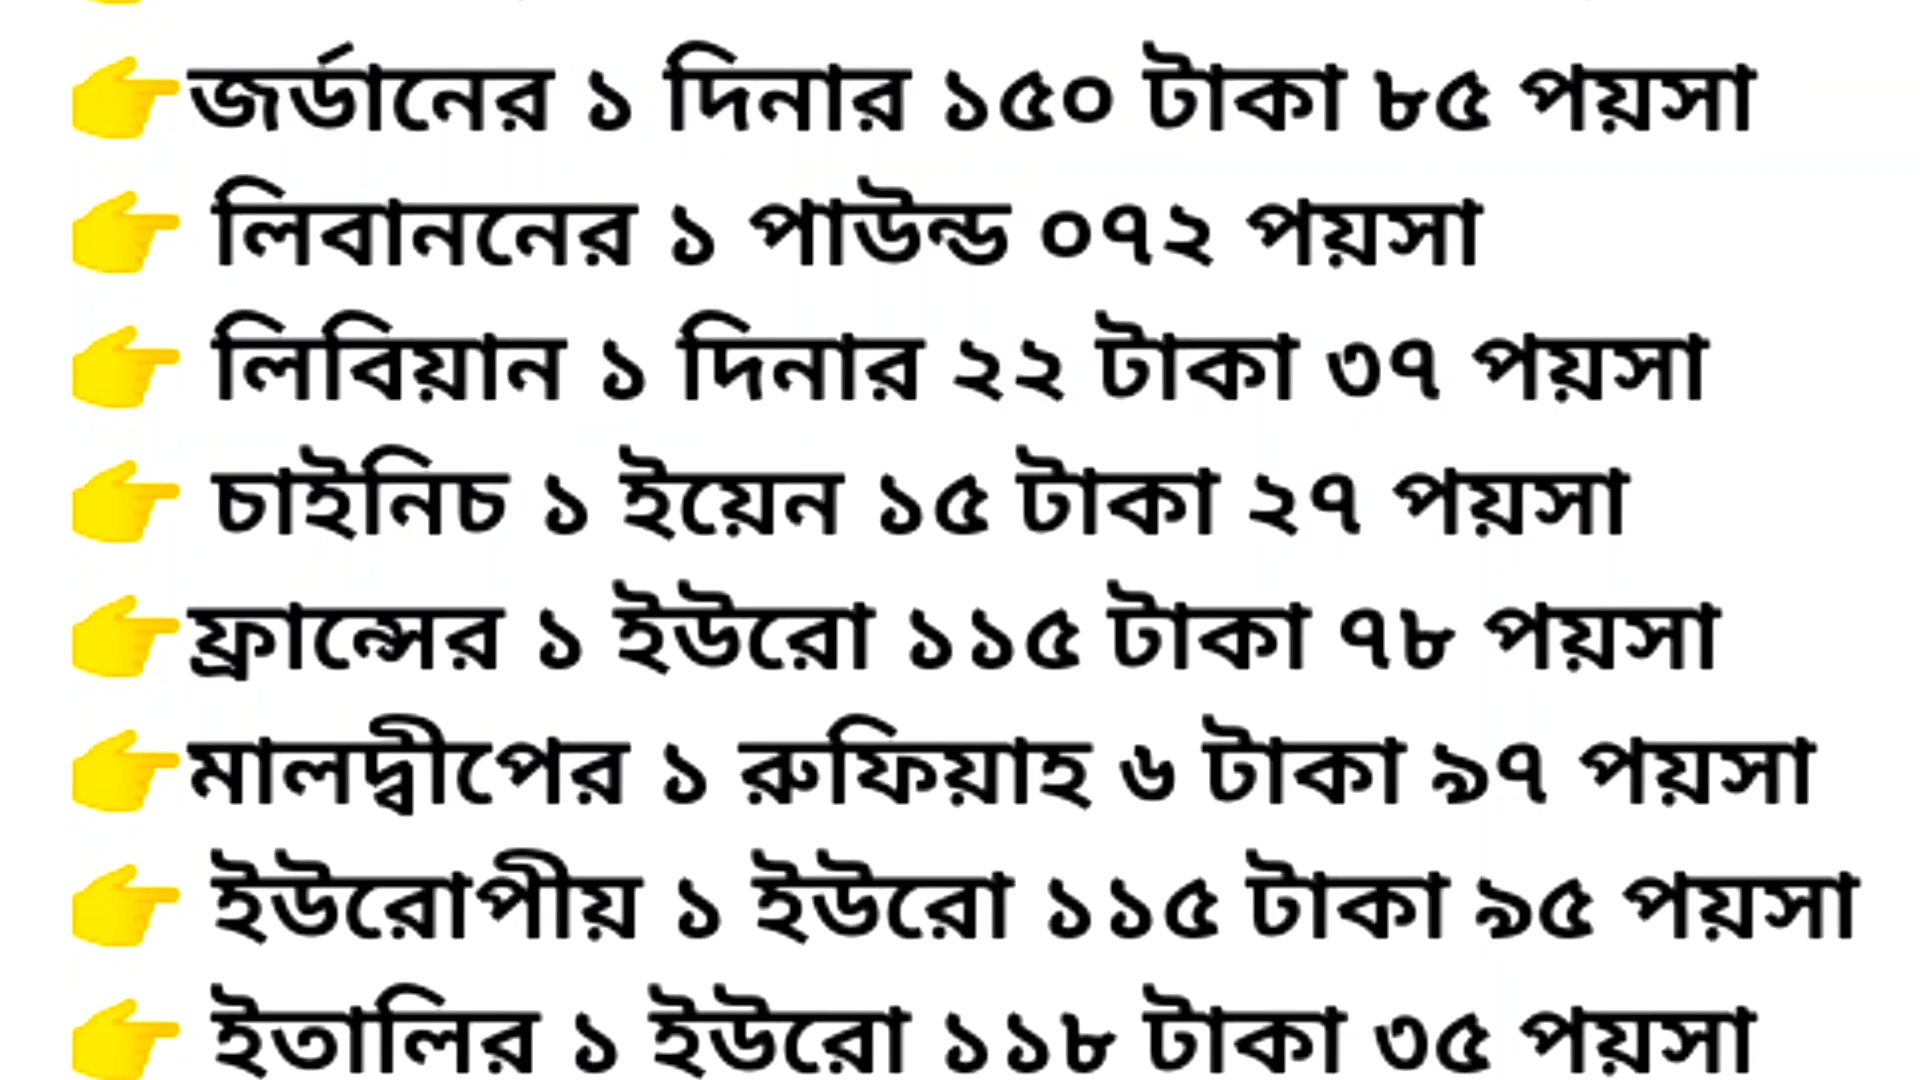 👉জর্ডানের ১ দিনার ১৫০ টাকা ৮৫ পয়সা
👉 লিবাননের ১ পাউন্ড ০৭২ পয়সা
👉 লিবিয়ান ১ দিনার ২২ টাকা ৩৭ পয়সা
👉 চাইনিচ ১ ইয়েন ১৫ টাকা ২৭ পয়সা
👉ফ্রান্সের ১ ইউরো ১১৫ টাকা ৭৮ পয়সা
👉মালদ্বীপের ১ রুফিয়াহ ৬ টাকা ৯৭ পয়সা
👉 ইউরোপীয় ১ ইউরো ১১৫ টাকা ৯৫ পয়সা
👉 ইতালির ১ ইউরো ১১৮ টাকা ৩৫ পয়সা